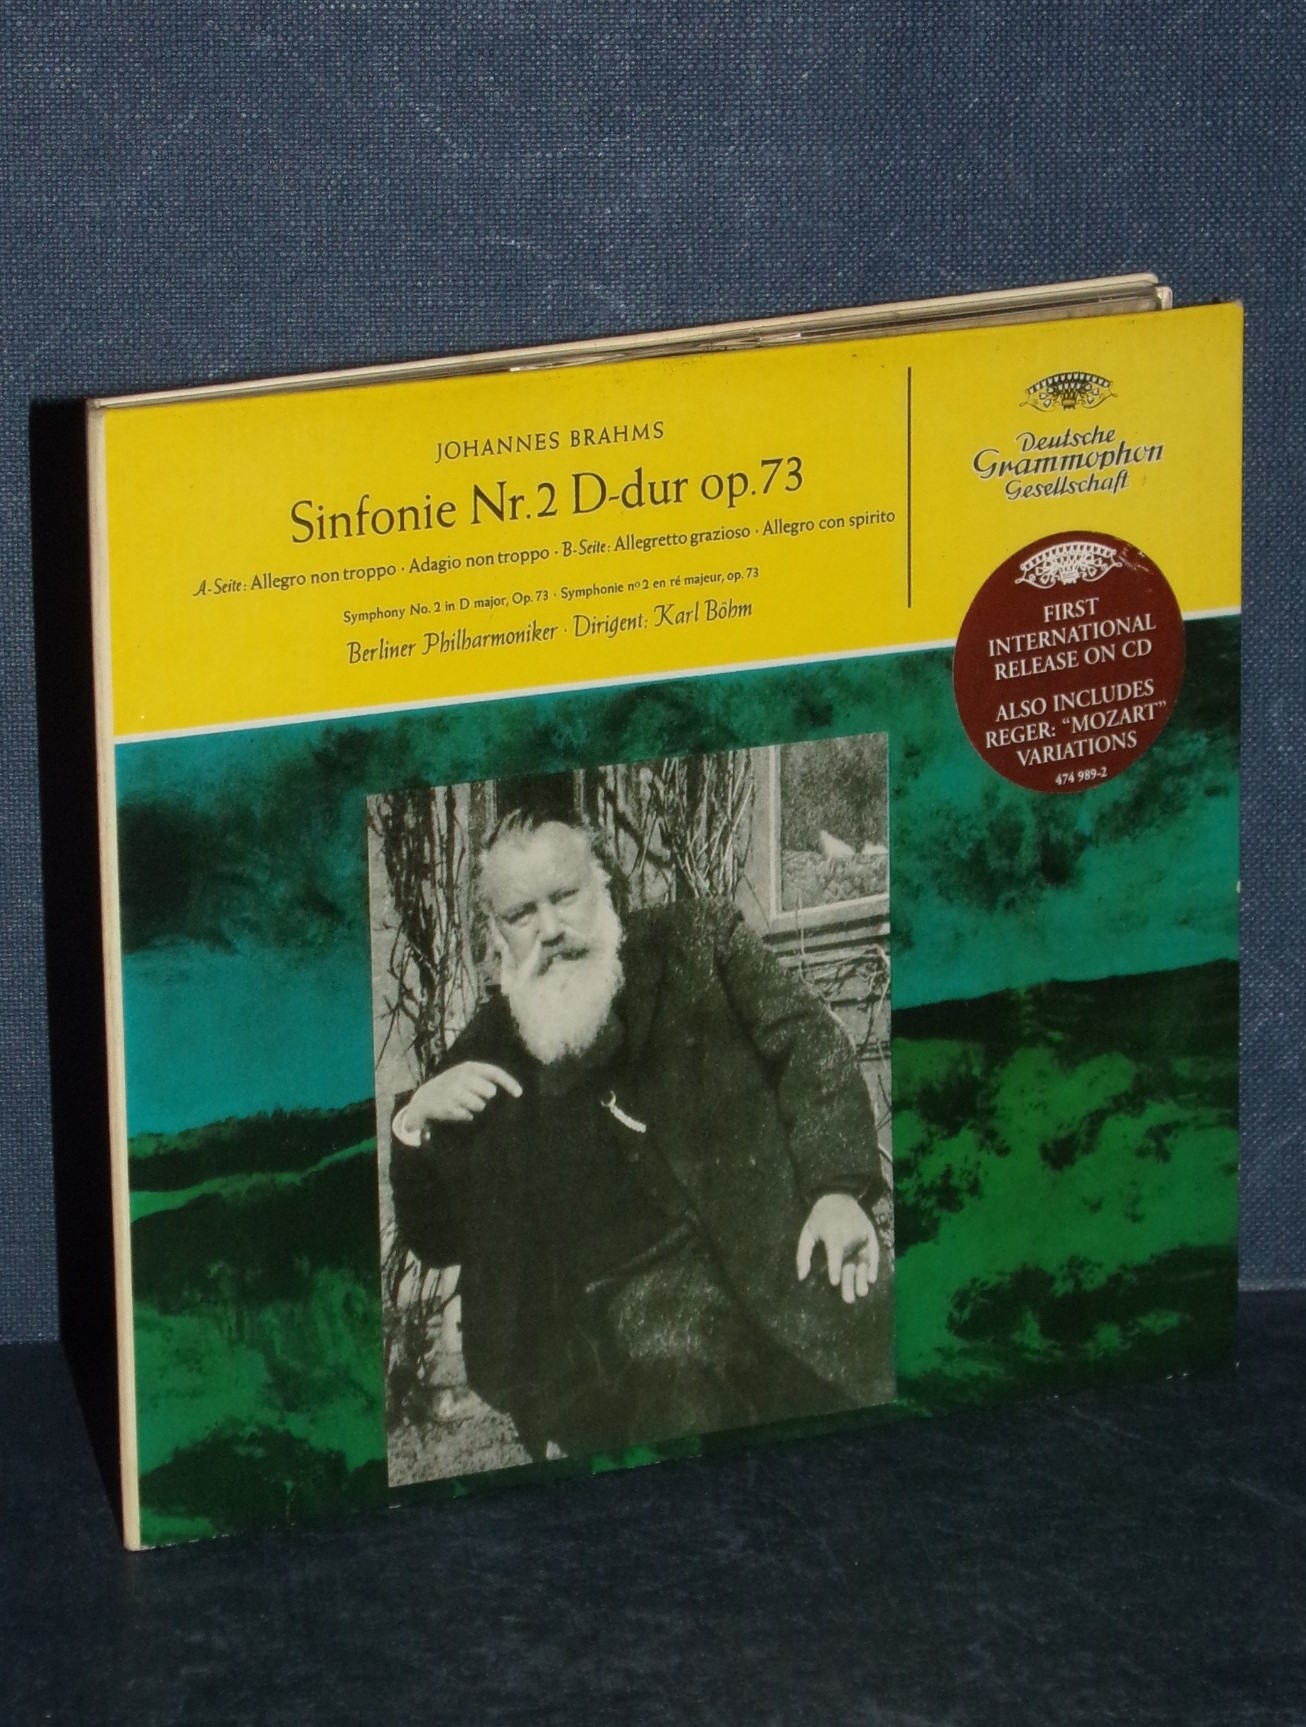 JOHANNES BRAHMS
Sinfonie Nr. 2 D-dur op. 73
A-Seite: Allegro non troppo · Adagio non troppo · B-Seite: Allegretto grazioso · Allegro con spirito
Symphony No. 2 in D major, Op. 73 · Symphonie nº 2 en ré majeur, op. 73
Berliner Philharmoniker · Dirigent: Karl Böhm
Deutsche
Grammophon
Gesellschaft
FIRST
INTERNATIONAL
RELEASE ON CD
ALSO INCLUDES
REGER: “MOZART”
VARIATIONS
474 989-2